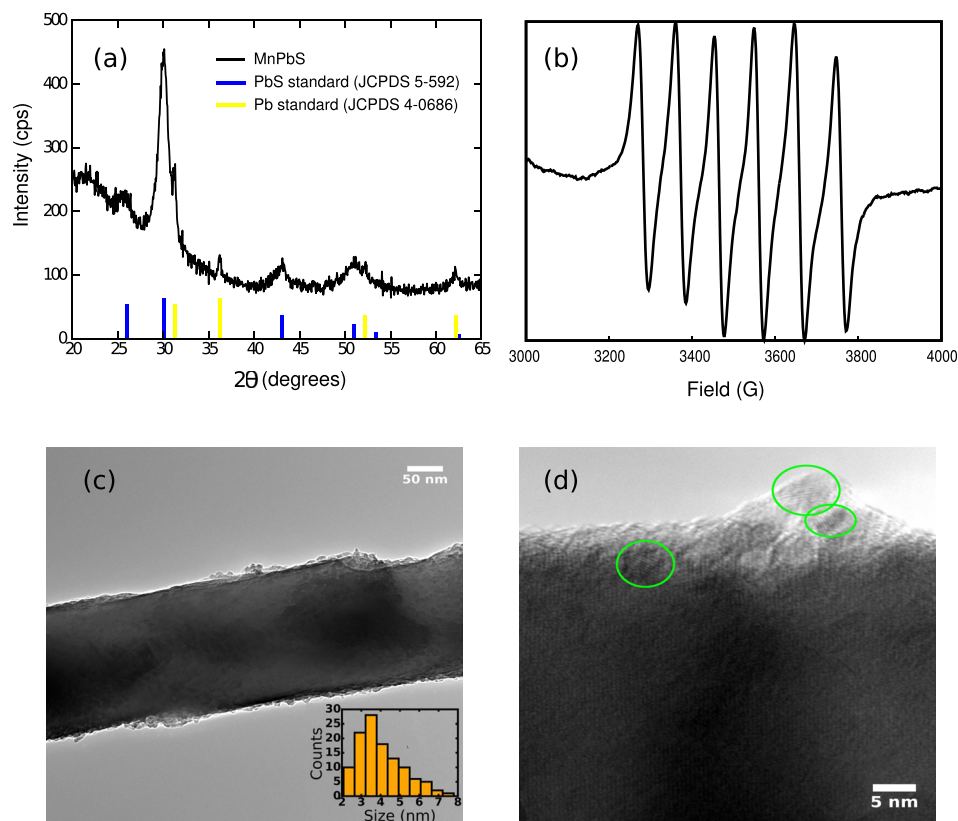 (a)
MnPbS
PbS standard (JCPDS 5-592)
Pb standard (JCPDS 4-0686)
Intensity (cps)
500
400
300
200
100
0
20 25 30 35 40 45 50 55 60 65
2θ (degrees)
(b)
3000 3200 3400 3600 3800 4000
Field (G)
(c)
50 nm
Counts
30
25
20
15
10
5
0
2 3 4 5 6 7 8
Size (nm)
(d)
5 nm